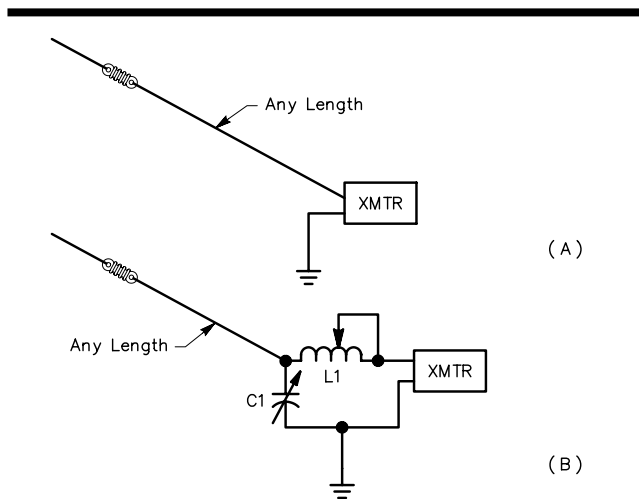 Any Length
XMTR
(A)
Any Length
L1
XMTR
C1
(B)